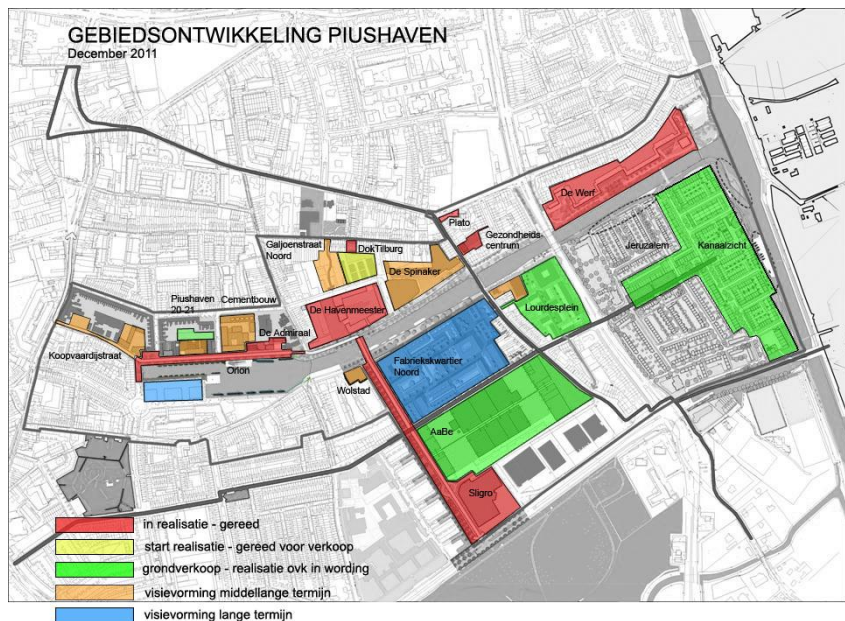 GEBIEDSONTWIKKELING PIUSHAVEN
December 2011
De Werf
Plato
Gezondheids-
centrum
Galjoenstraat
Noord
DokTilburg
De Spinaker
Jeruzalem
Kanaalzicht
Piushaven
20-21
Cementbouw
De Havenmeester
Lourdesplein
De Admiraal
Koopvaardijstraat
Orion
Fabriekskwartier
Noord
Wolstad
AaBe
Sligro
in realisatie - gereed
start realisatie - gereed voor verkoop
grondverkoop - realisatie ovk in wording
visievorming middellange termijn
visievorming lange termijn